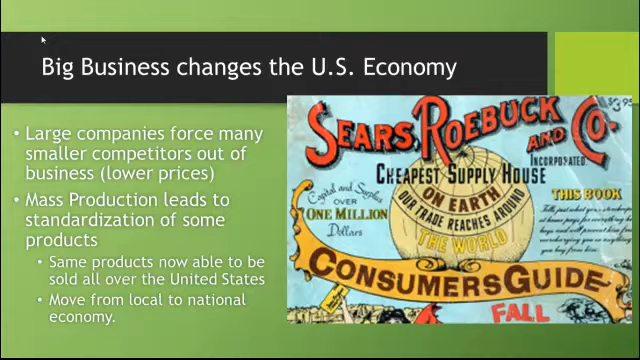 Big Business changes the U.S. Economy
• Large companies force many
smaller competitors out of
business (lower prices)
• Mass Production leads to
standardization of some
products
• Same products now able to be
sold all over the United States
• Move from local to national
economy.
SEARS, ROEBUCK AND CO.
INCORPORATED
CHEAPEST SUPPLY HOUSE
ON EARTH
OUR TRADE REACHES AROUND
THE WORLD
Capital and Surplus
OVER
ONE MILLION
Dollars
THIS BOOK
CONSUMERS GUIDE
FALL